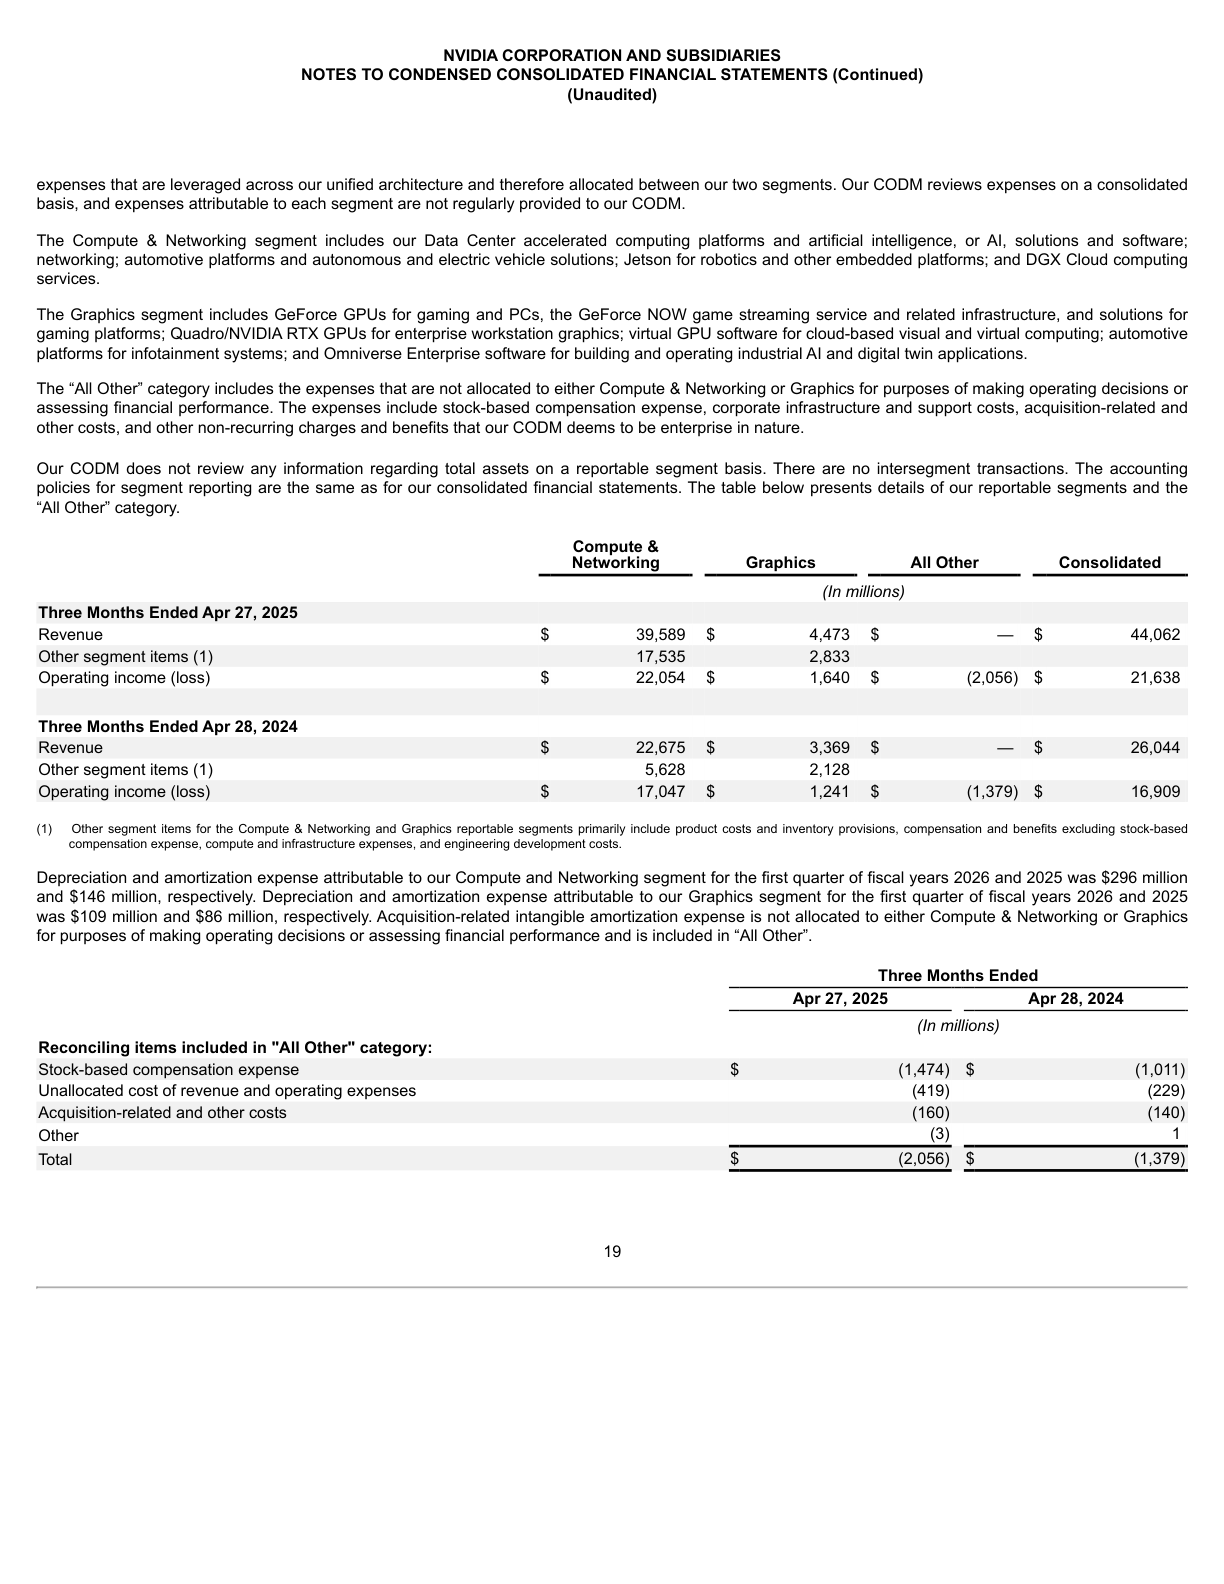 NVIDIA CORPORATION AND SUBSIDIARIES
NOTES TO CONDENSED CONSOLIDATED FINANCIAL STATEMENTS (Continued)
(Unaudited)
expenses that are leveraged across our unified architecture and therefore allocated between our two segments. Our CODM reviews expenses on a consolidated
basis, and expenses attributable to each segment are not regularly provided to our CODM.
The Compute & Networking segment includes our Data Center accelerated computing platforms and artificial intelligence, or AI, solutions and software;
networking; automotive platforms and autonomous and electric vehicle solutions; Jetson for robotics and other embedded platforms; and DGX Cloud computing
services.
The Graphics segment includes GeForce GPUs for gaming and PCs, the GeForce NOW game streaming service and related infrastructure, and solutions for
gaming platforms; Quadro/NVIDIA RTX GPUs for enterprise workstation graphics; virtual GPU software for cloud-based visual and virtual computing; automotive
platforms for infotainment systems; and Omniverse Enterprise software for building and operating industrial AI and digital twin applications.
The “All Other” category includes the expenses that are not allocated to either Compute & Networking or Graphics for purposes of making operating decisions or
assessing financial performance. The expenses include stock-based compensation expense, corporate infrastructure and support costs, acquisition-related and
other costs, and other non-recurring charges and benefits that our CODM deems to be enterprise in nature.
Our CODM does not review any information regarding total assets on a reportable segment basis. There are no intersegment transactions. The accounting
policies for segment reporting are the same as for our consolidated financial statements. The table below presents details of our reportable segments and the
“All Other” category.
Compute &
Networking Graphics All Other Consolidated
(In millions)
Three Months Ended Apr 27, 2025
Revenue $ 39,589 $ 4,473 $ — $ 44,062
Other segment items (1) 17,535 2,833
Operating income (loss) $ 22,054 $ 1,640 $ (2,056) $ 21,638
Three Months Ended Apr 28, 2024
Revenue $ 22,675 $ 3,369 $ — $ 26,044
Other segment items (1) 5,628 2,128
Operating income (loss) $ 17,047 $ 1,241 $ (1,379) $ 16,909
(1) Other segment items for the Compute & Networking and Graphics reportable segments primarily include product costs and inventory provisions, compensation and benefits excluding stock-based
compensation expense, compute and infrastructure expenses, and engineering development costs.
Depreciation and amortization expense attributable to our Compute and Networking segment for the first quarter of fiscal years 2026 and 2025 was $296 million
and $146 million, respectively. Depreciation and amortization expense attributable to our Graphics segment for the first quarter of fiscal years 2026 and 2025
was $109 million and $86 million, respectively. Acquisition-related intangible amortization expense is not allocated to either Compute & Networking or Graphics
for purposes of making operating decisions or assessing financial performance and is included in “All Other”.
Three Months Ended
Apr 27, 2025 Apr 28, 2024
(In millions)
Reconciling items included in "All Other" category:
Stock-based compensation expense $ (1,474) $ (1,011)
Unallocated cost of revenue and operating expenses (419) (229)
Acquisition-related and other costs (160) (140)
Other (3) 1
Total $ (2,056) $ (1,379)
19